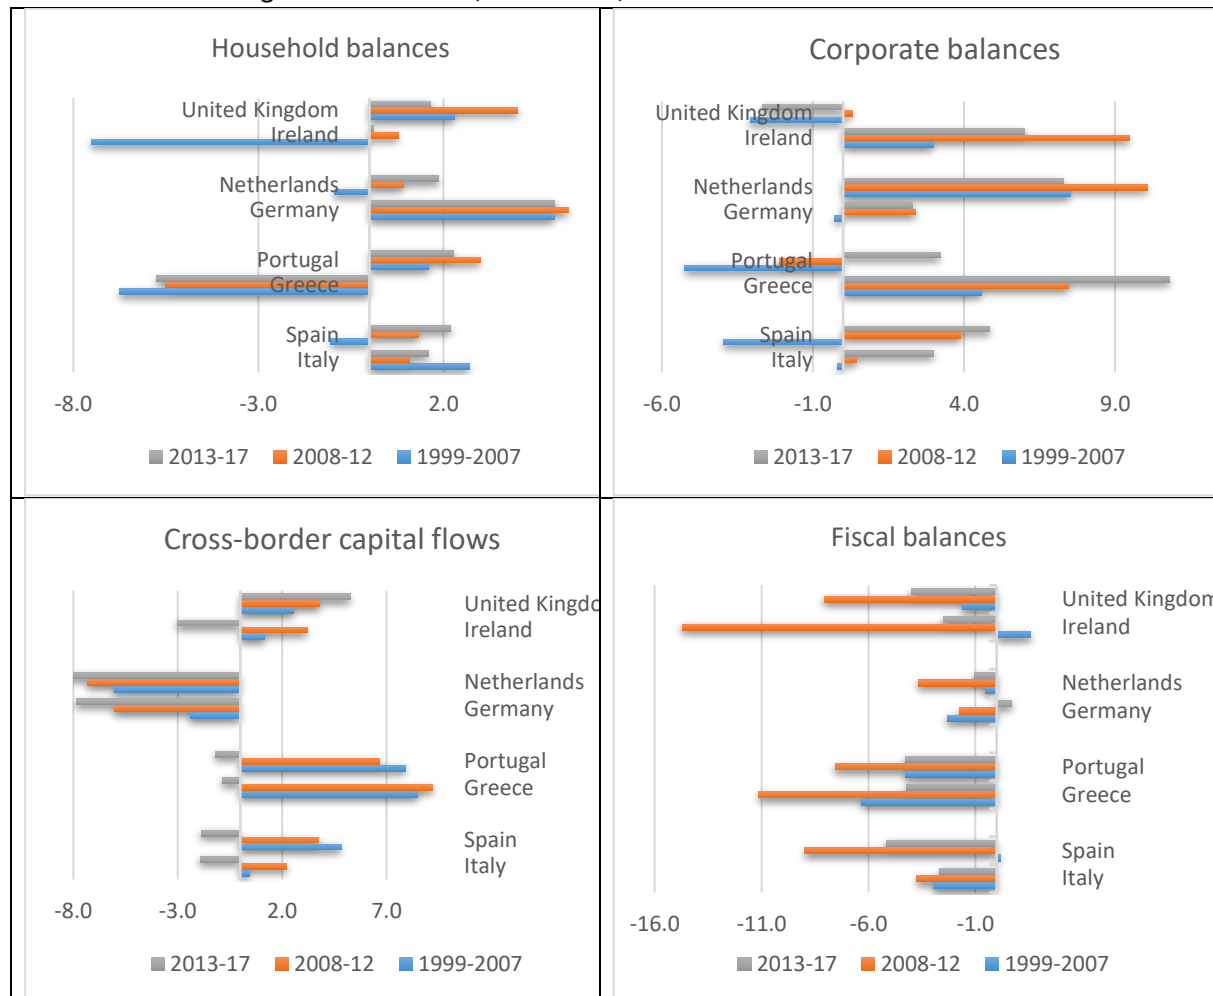 Household balances
United Kingdom
Ireland
Netherlands
Germany
Portugal
Greece
Spain
Italy
-8.0 -3.0 2.0
2013-17 2008-12 1999-2007
Corporate balances
United Kingdom
Ireland
Netherlands
Germany
Portugal
Greece
Spain
Italy
-6.0 -1.0 4.0 9.0
2013-17 2008-12 1999-2007
Cross-border capital flows
United Kingdo
Ireland
Netherlands
Germany
Portugal
Greece
Spain
Italy
-8.0 -3.0 2.0 7.0
2013-17 2008-12 1999-2007
Fiscal balances
United Kingdom
Ireland
Netherlands
Germany
Portugal
Greece
Spain
Italy
-16.0 -11.0 -6.0 -1.0
2013-17 2008-12 1999-2007